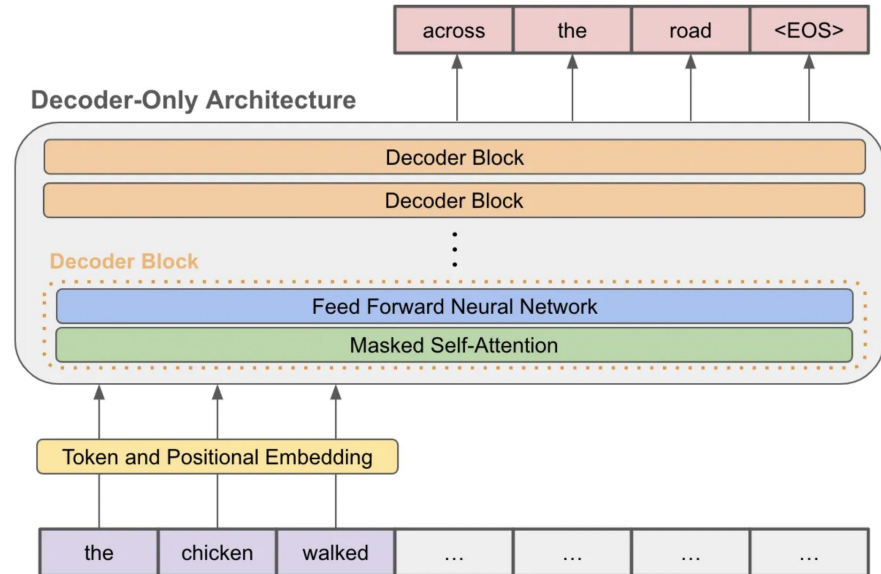 across the road <EOS>
Decoder-Only Architecture
Decoder Block
Decoder Block
Decoder Block
Feed Forward Neural Network
Masked Self-Attention
Token and Positional Embedding
the chicken walked ... ... ... ...